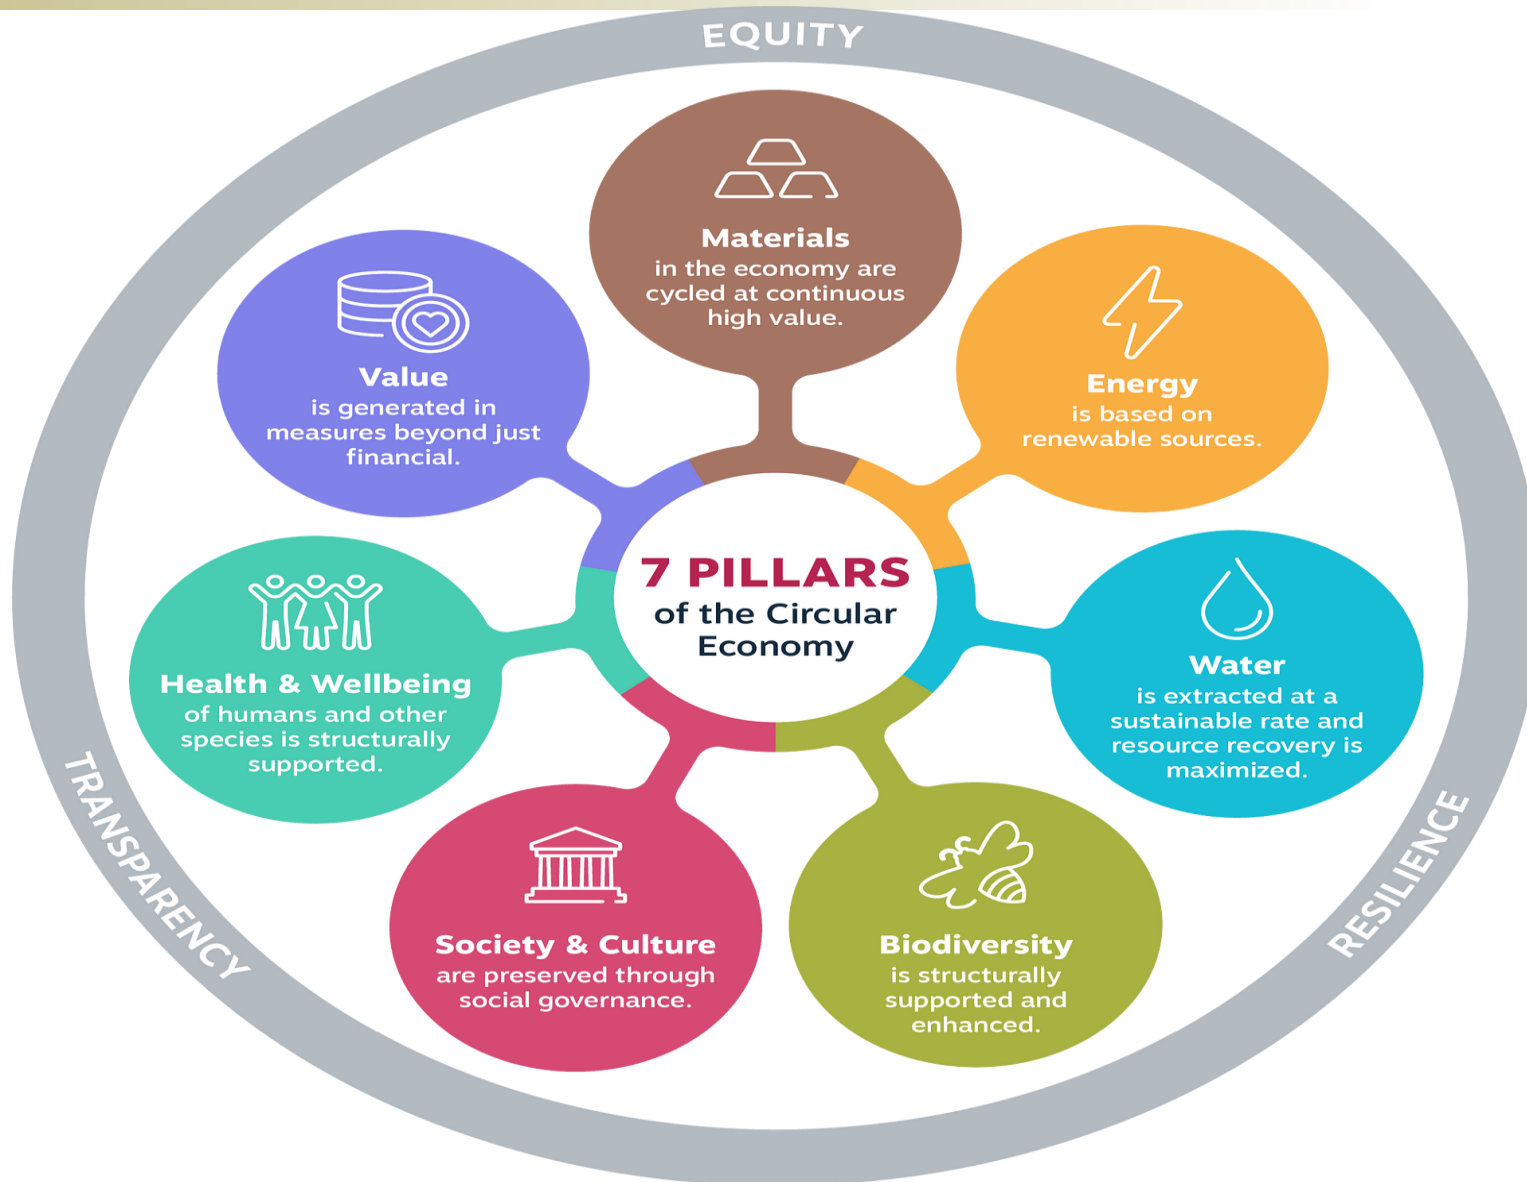 EQUITY
Materials
in the economy are
cycled at continuous
high value.
Energy
is based on
renewable sources.
Water
is extracted at a
sustainable rate and
resource recovery is
maximized.
Biodiversity
is structurally
supported and
enhanced.
Society & Culture
are preserved through
social governance.
Health & Wellbeing
of humans and other
species is structurally
supported.
Value
is generated in
measures beyond just
financial.
7 PILLARS
of the Circular
Economy
RESILIENCE
TRANSPARENCY